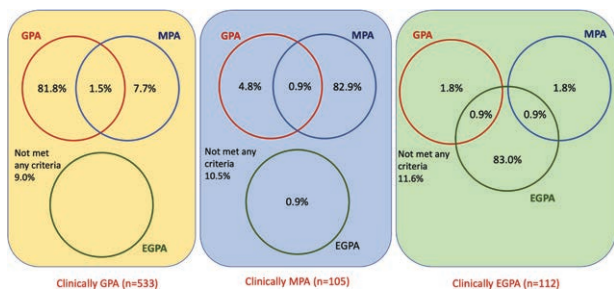 GPA
MPA
81.8%
1.5%
7.7%
Not met any
criteria
9.0%
EGPA
Clinically GPA (n=533)
GPA
MPA
4.8%
0.9%
82.9%
Not met any
criteria
10.5%
0.9%
EGPA
Clinically MPA (n=105)
GPA
MPA
1.8%
1.8%
0.9%
0.9%
Not met any
criteria
11.6%
83.0%
EGPA
Clinically EGPA (n=112)